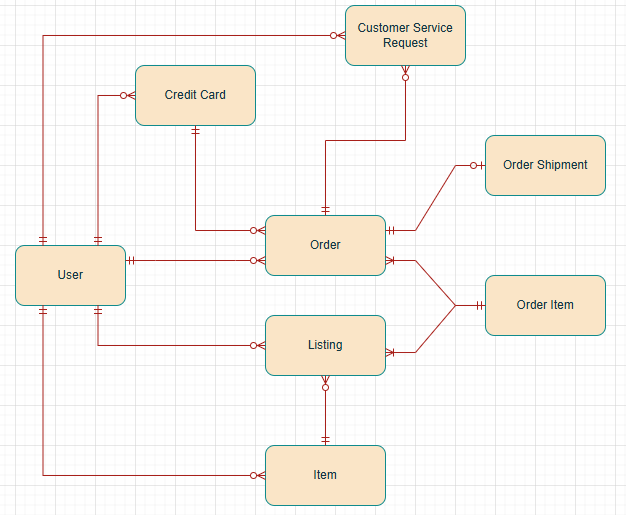 Customer Service
Request
Credit Card
Order Shipment
Order
User
Order Item
Listing
Item